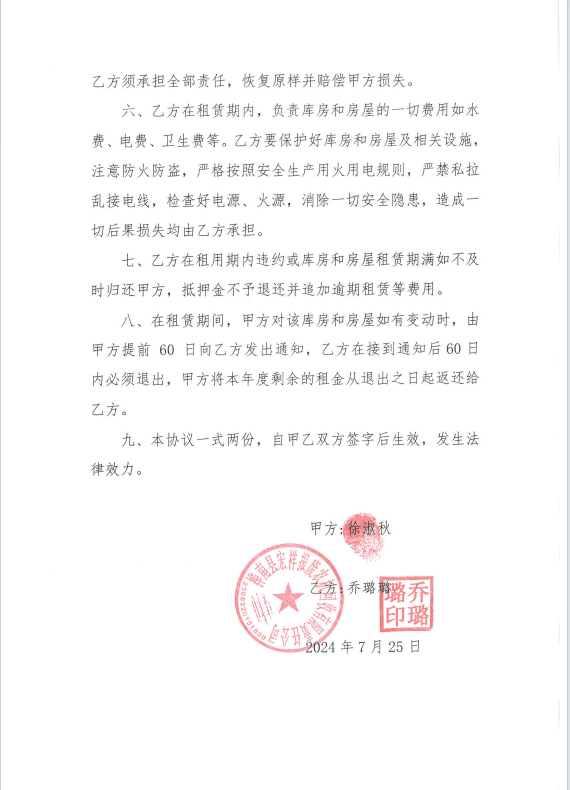 乙方须承担全部责任，恢复原样并赔偿甲方损失。
六、乙方在租赁期内，负责库房和房屋的一切费用如水
费、电费、卫生费等。乙方要保护好库房和房屋及相关设施，
注意防火防盗，严格按照安全生产用火用电规则，严禁私拉
乱接电线，检查好电源、火源，消除一切安全隐患，造成一
切后果损失均由乙方承担。
七、乙方在租用期内违约或库房和房屋租赁期满如不及
时归还甲方，抵押金不予退还并追加逾期租赁等费用。
八、在租赁期间，甲方对该库房和房屋如有变动时，由
甲方提前 60 日向乙方发出通知，乙方在接到通知后 60 日
内必须退出，甲方将本年度剩余的租金从退出之日起返还给
乙方。
九、本协议一式两份，自甲乙双方签字后生效，发生法
律效力。
甲方:徐淑秋
乙方:乔璐璐
乔璐
璐印
2024 年 7 月 25 日